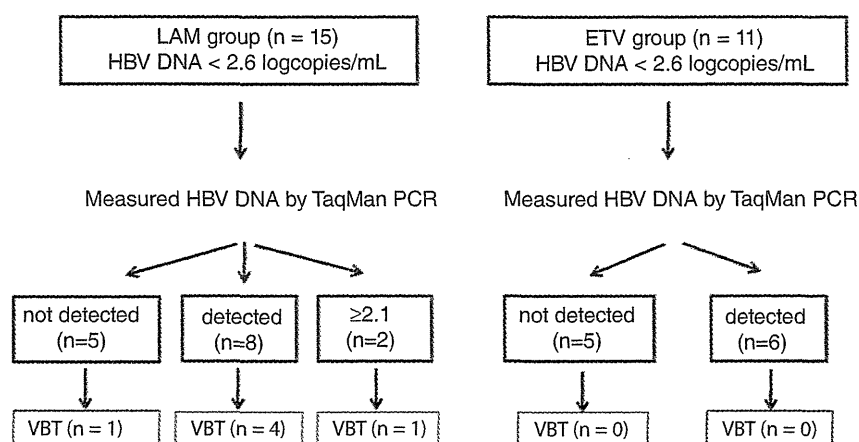 LAM group (n = 15)
HBV DNA < 2.6 logcopies/mL
ETV group (n = 11)
HBV DNA < 2.6 logcopies/mL
Measured HBV DNA by TaqMan PCR
Measured HBV DNA by TaqMan PCR
not detected
(n=5)
detected
(n=8)
≥2.1
(n=2)
not detected
(n=5)
detected
(n=6)
VBT (n = 1)
VBT (n = 4)
VBT (n = 1)
VBT (n = 0)
VBT (n = 0)